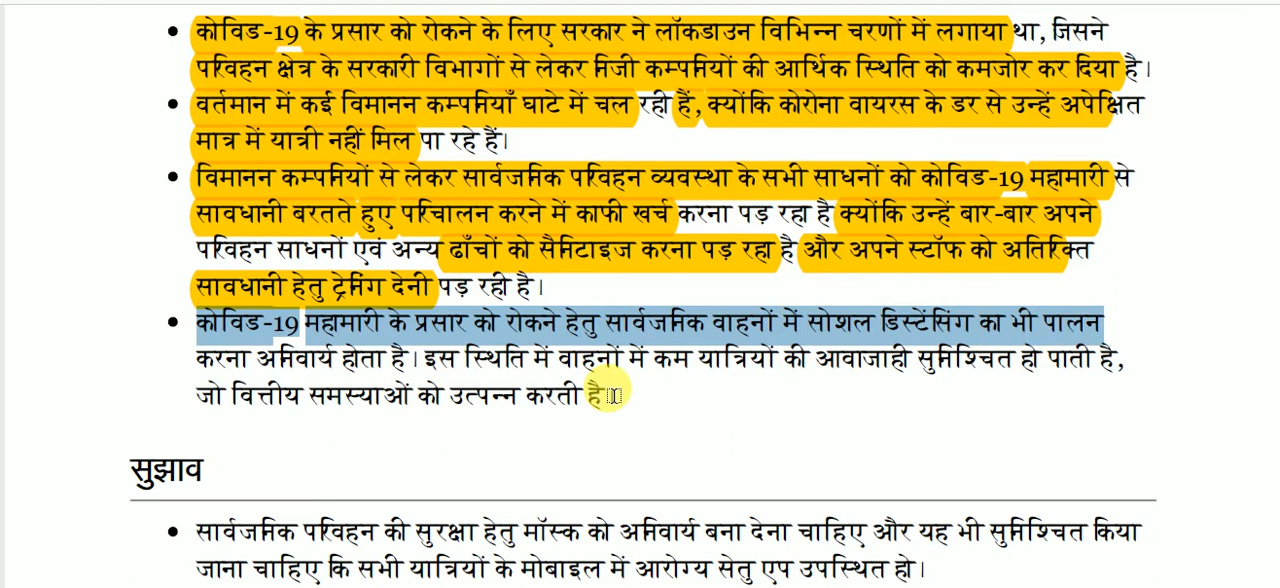 कोविड-19 के प्रसार को रोकने के लिए सरकार ने लॉकडाउन विभिन्न चरणों में लगाया था, जिसने
परिवहन क्षेत्र के सरकारी विभागों से लेकर निजी कम्पनियों की आर्थिक स्थिति को कमजोर कर दिया है।
वर्तमान में कई विमानन कम्पनियाँ घाटे में चल रही हैं, क्योंकि कोरोना वायरस के डर से उन्हें अपेक्षित
मात्र में यात्री नहीं मिल पा रहे हैं।
विमानन कम्पनियों से लेकर सार्वजनिक परिवहन व्यवस्था के सभी साधनों को कोविड-19 महामारी से
सावधानी बरतते हुए परिचालन करने में काफी खर्च करना पड़ रहा है क्योंकि उन्हें बार-बार अपने
परिवहन साधनों एवं अन्य ढाँचों को सैनिटाइज करना पड़ रहा है और अपने स्टॉफ को अतिरिक्त
सावधानी हेतु ट्रेनिंग देनी पड़ रही है।
कोविड-19 महामारी के प्रसार को रोकने हेतु सार्वजनिक वाहनों में सोशल डिस्टेंसिंग का भी पालन
करना अनिवार्य होता है। इस स्थिति में वाहनों में कम यात्रियों की आवाजाही सुनिश्चित हो पाती है,
जो वित्तीय समस्याओं को उत्पन्न करती है।
सुझाव
सार्वजनिक परिवहन की सुरक्षा हेतु मॉस्क को अनिवार्य बना देना चाहिए और यह भी सुनिश्चित किया
जाना चाहिए कि सभी यात्रियों के मोबाइल में आरोग्य सेतु एप उपस्थित हो।